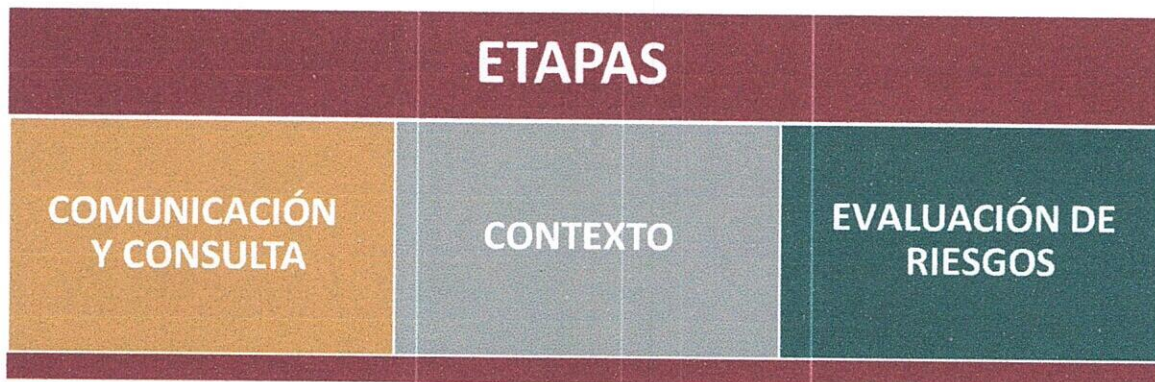 ETAPAS
COMUNICACIÓN
Y CONSULTA
CONTEXTO
EVALUACIÓN DE
RIESGOS